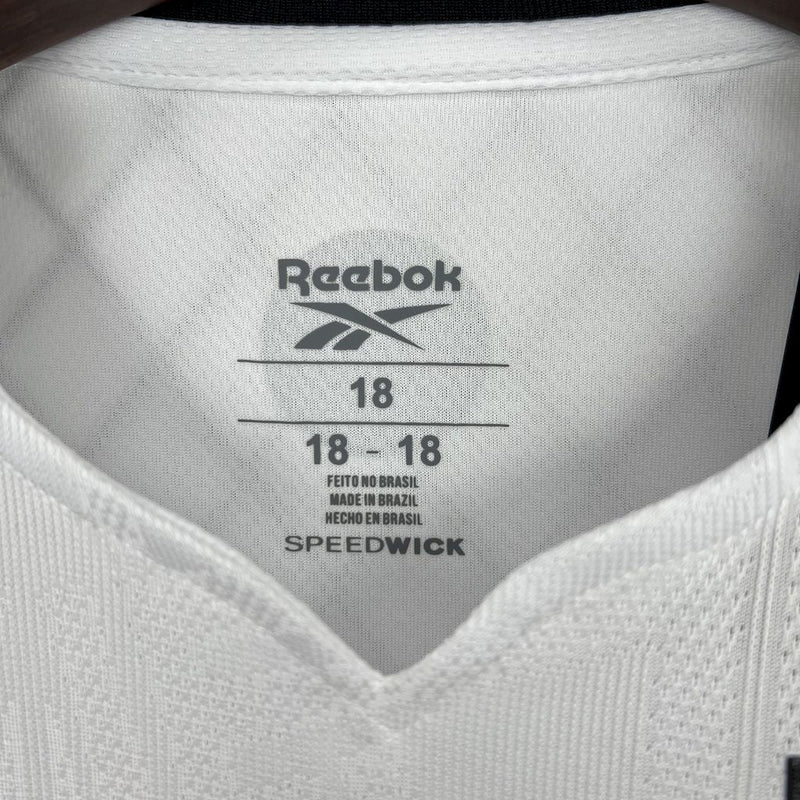 Reebok
18
18 - 18
FEITO NO BRASIL
MADE IN BRAZIL
HECHO EN BRASIL
SPEEDWICK